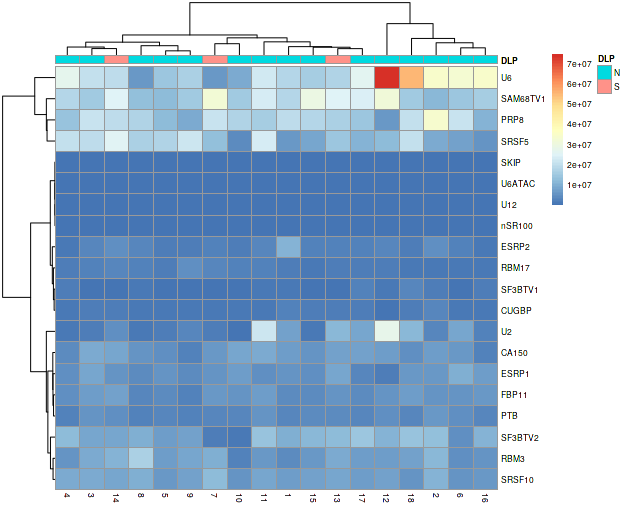 DLP
U6
SAM68TV1
PRP8
SRSF5
SKIP
U6ATAC
U12
nSR100
ESRP2
RBM17
SF3BTV1
CUGBP
U2
CA150
ESRP1
FBP11
PTB
SF3BTV2
RBM3
SRSF10
4 3 14 8 5 9 7 10 11 1 15 13 17 12 18 2 6 16
7e+07
6e+07
5e+07
4e+07
3e+07
2e+07
1e+07
DLP
N
S